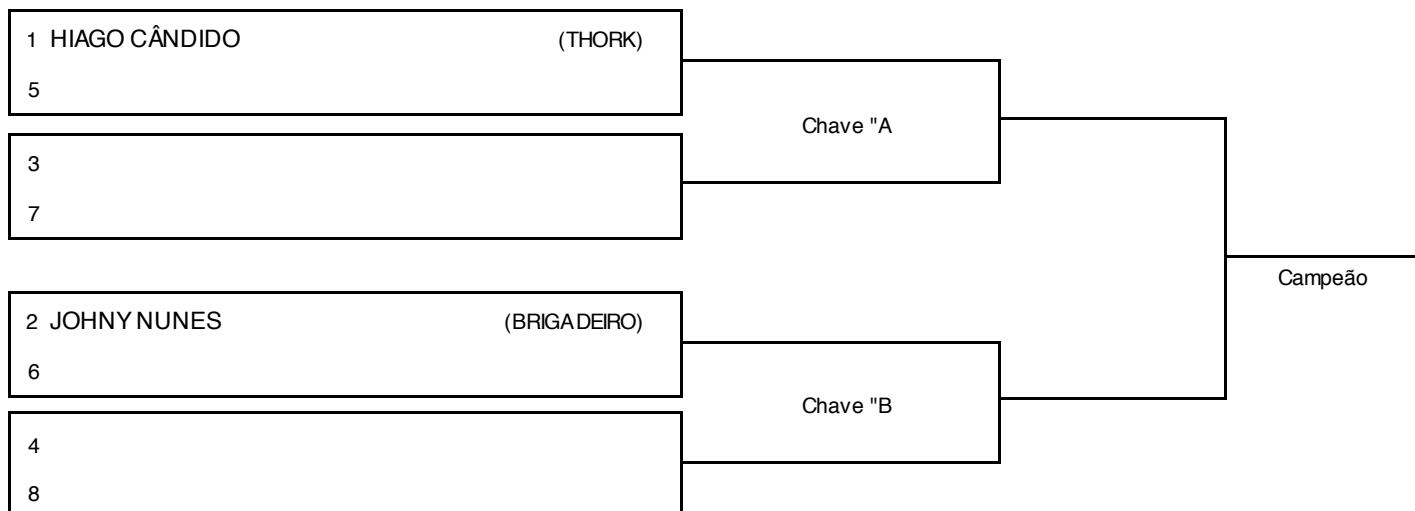 1 HIAGO CÂNDIDO (THORK)
5
Chave "A
3
7
Campeão
2 JOHNY NUNES (BRIGADEIRO)
6
Chave "B
4
8